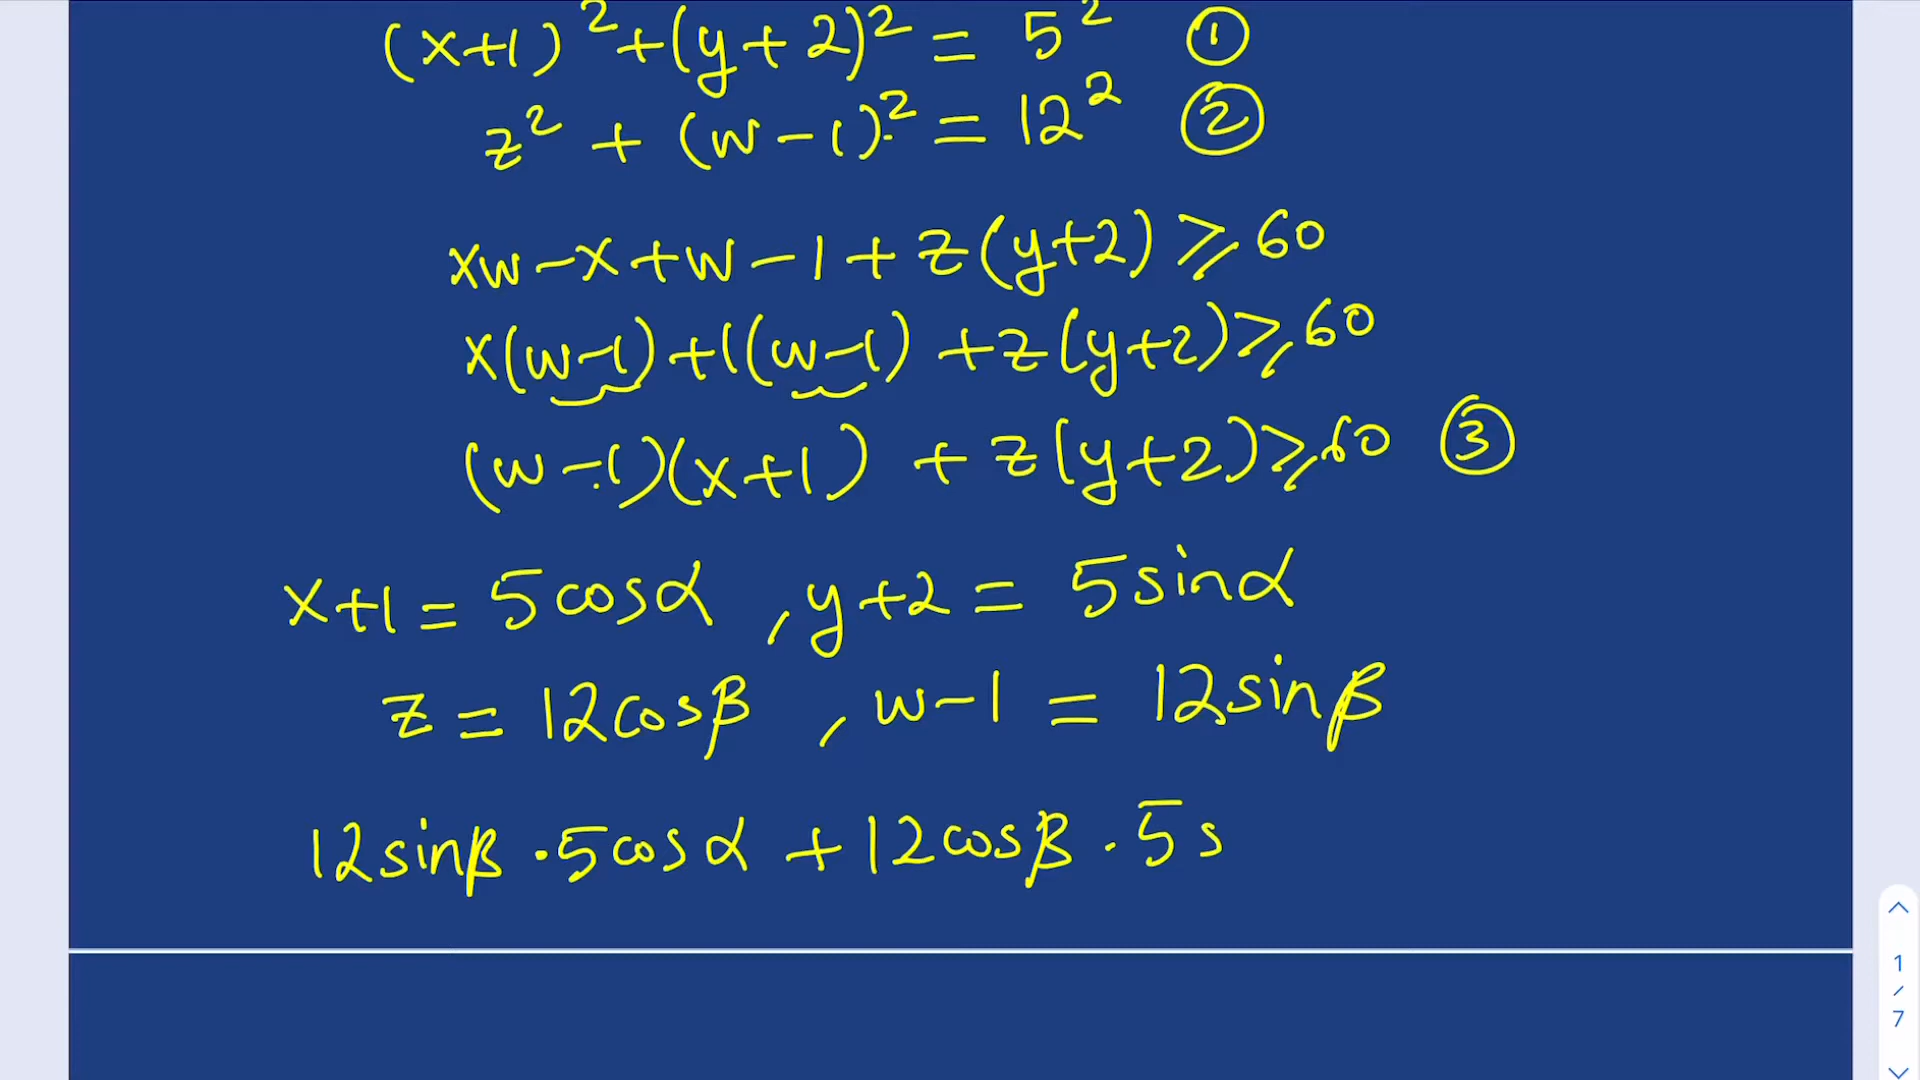 (x+1)² + (y+2)² = 5² ①
z² + (w-1)² = 12² ②
xw - x + w - 1 + z(y+2) ⩾ 60
x(w-1) + 1(w-1) + z(y+2) ⩾ 60
(w-1)(x+1) + z(y+2) ⩾ 60 ③
x+1 = 5cosα , y+2 = 5sinα
z = 12cosβ , w-1 = 12sinβ
12sinβ · 5cosα + 12cosβ · 5s
1
/
7